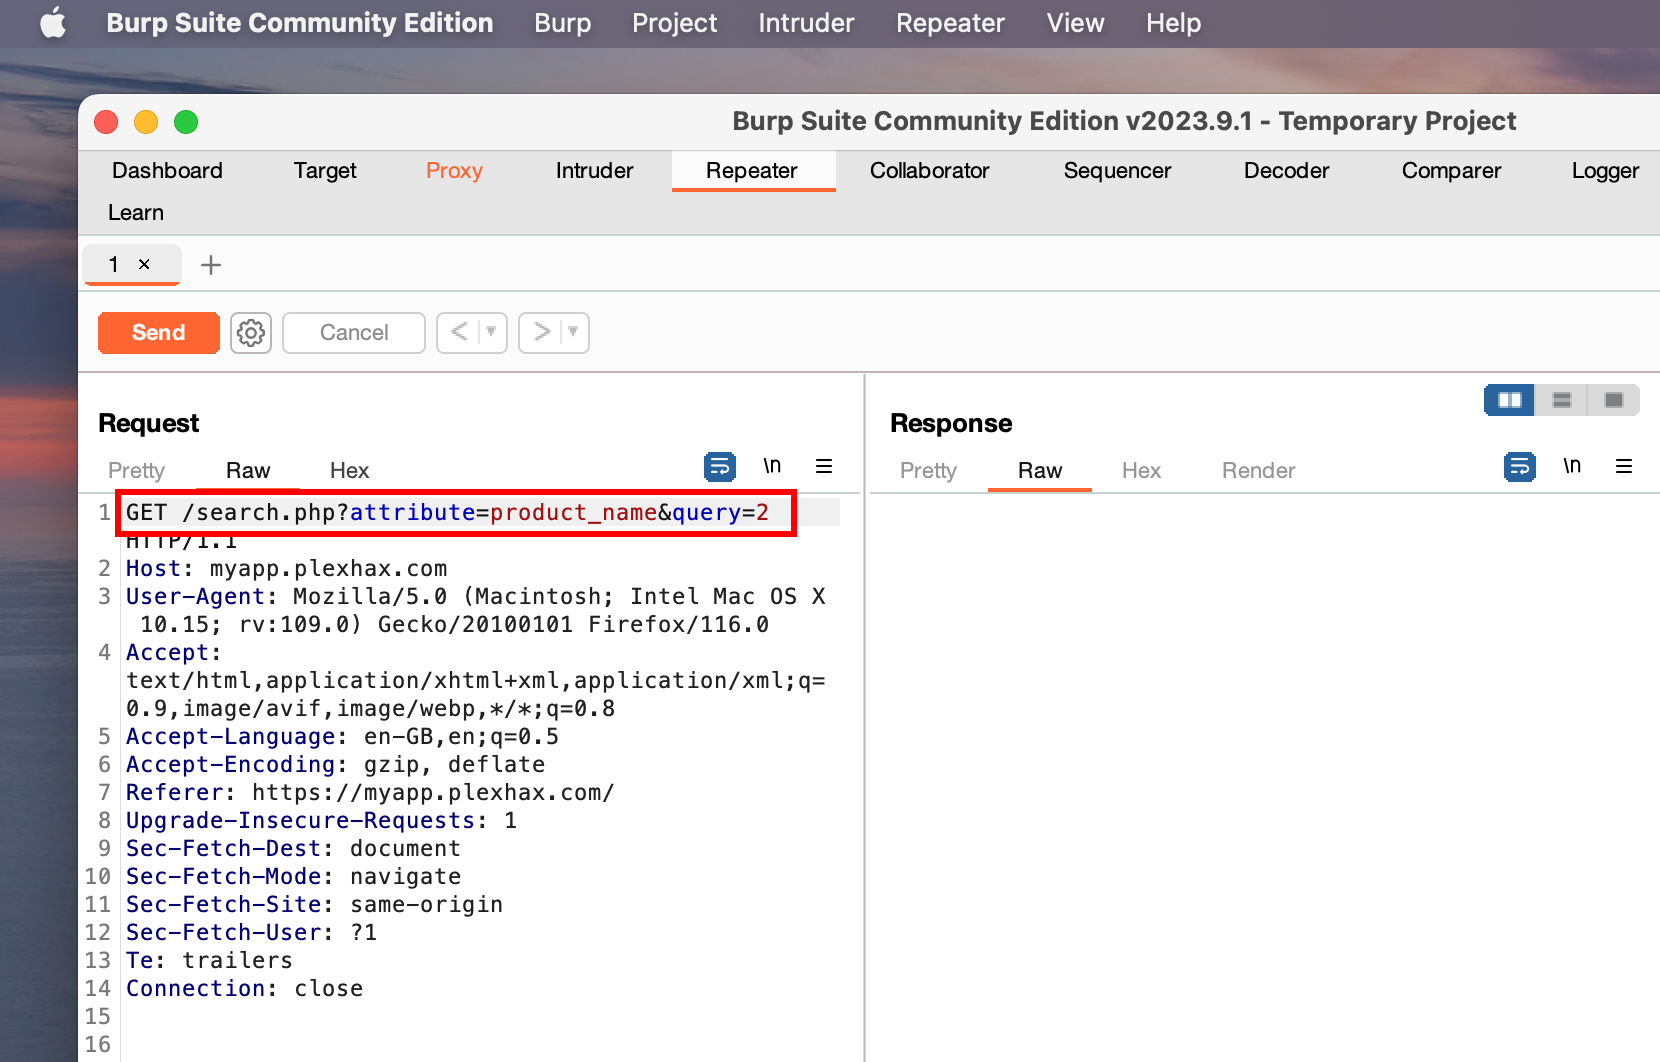 Burp Suite Community Edition Burp Project Intruder Repeater View Help
Burp Suite Community Edition v2023.9.1 - Temporary Project
Dashboard Target Proxy Intruder Repeater Collaborator Sequencer Decoder Comparer Logger
Learn
1 × +
Send Cancel < ▼ > ▼
Request
Pretty Raw Hex \n
1 GET /search.php?attribute=product_name&query=2
HTTP/1.1
2 Host: myapp.plexhax.com
3 User-Agent: Mozilla/5.0 (Macintosh; Intel Mac OS X
10.15; rv:109.0) Gecko/20100101 Firefox/116.0
4 Accept:
text/html,application/xhtml+xml,application/xml;q=
0.9,image/avif,image/webp,*/*;q=0.8
5 Accept-Language: en-GB,en;q=0.5
6 Accept-Encoding: gzip, deflate
7 Referer: https://myapp.plexhax.com/
8 Upgrade-Insecure-Requests: 1
9 Sec-Fetch-Dest: document
10 Sec-Fetch-Mode: navigate
11 Sec-Fetch-Site: same-origin
12 Sec-Fetch-User: ?1
13 Te: trailers
14 Connection: close
15
16
Response
Pretty Raw Hex Render \n